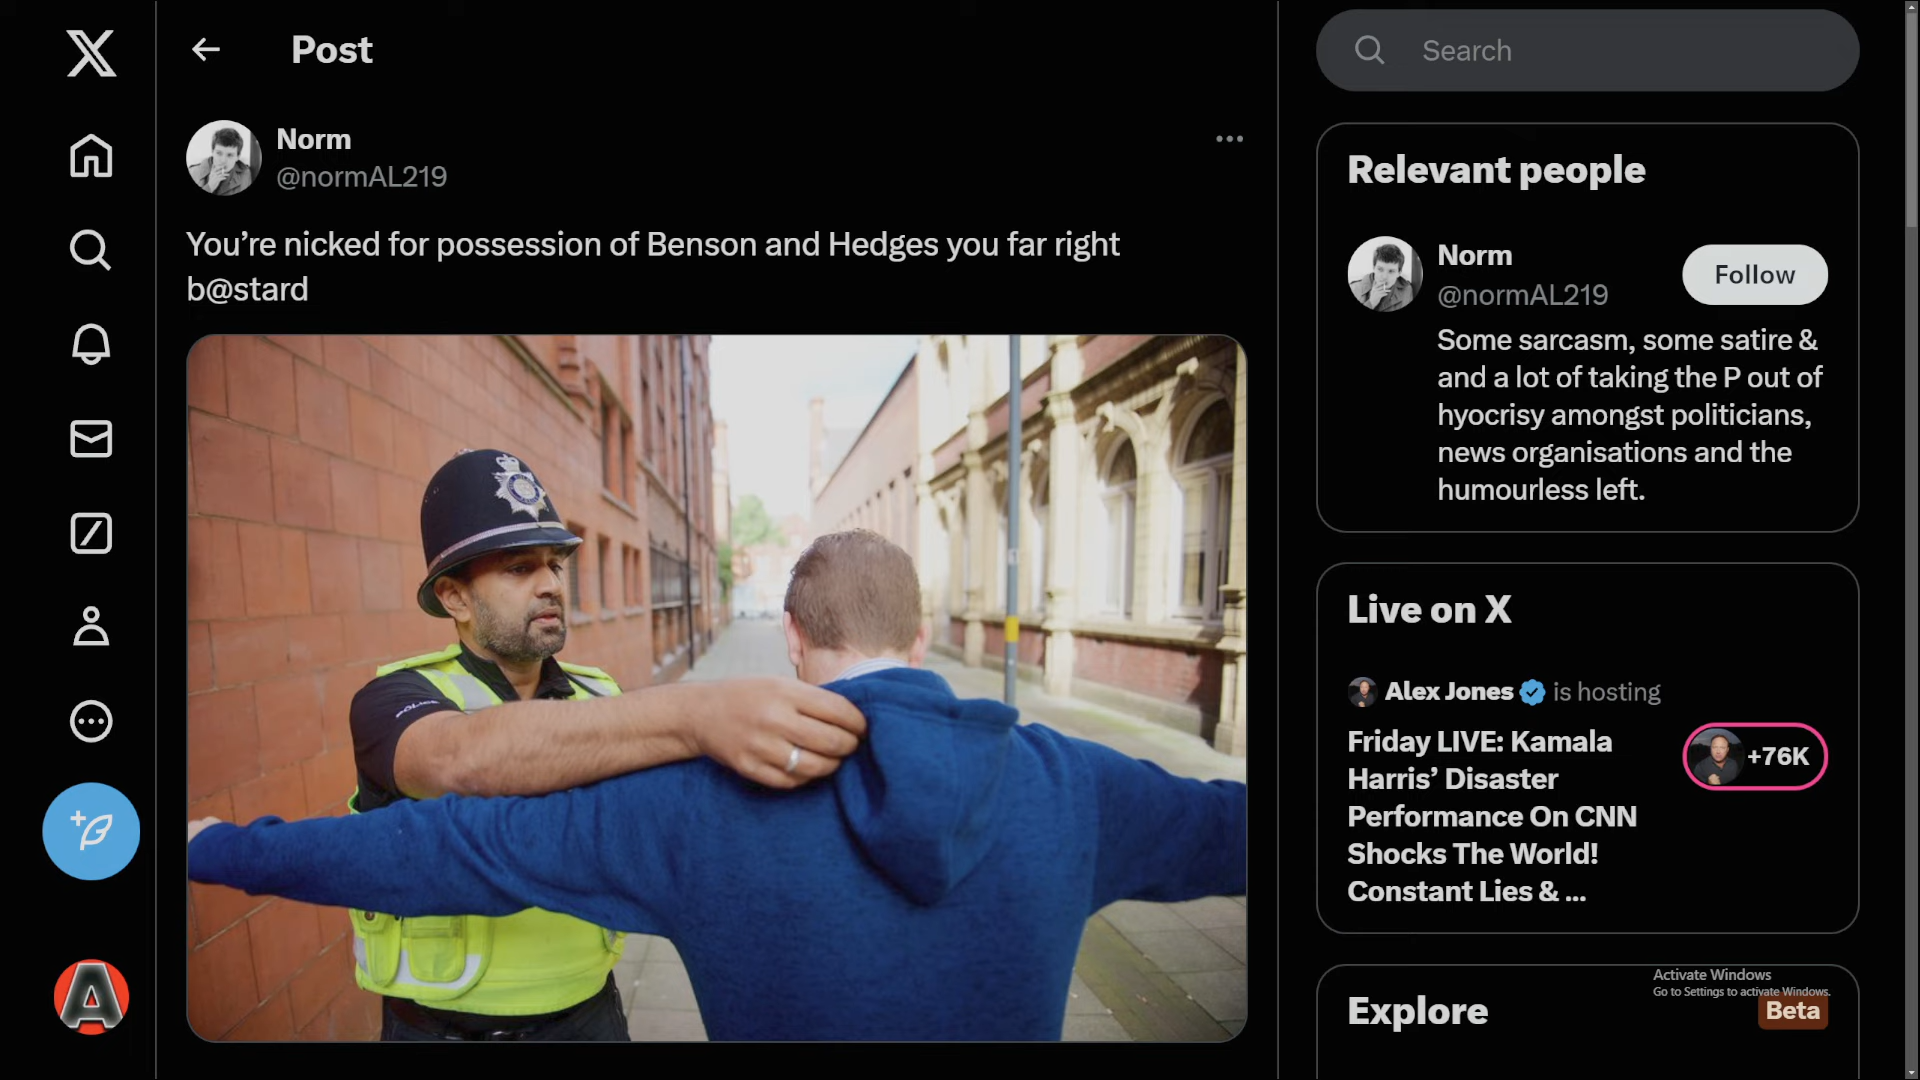 Post
Search
Norm
@normAL219
You're nicked for possession of Benson and Hedges you far right
b@stard
POLICE
Relevant people
Norm
@normAL219
Follow
Some sarcasm, some satire &
and a lot of taking the P out of
hyocrisy amongst politicians,
news organisations and the
humourless left.
Live on X
Alex Jones is hosting
Friday LIVE: Kamala
Harris' Disaster
Performance On CNN
Shocks The World!
Constant Lies & ...
+76K
Activate Windows
Go to Settings to activate Windows.
Explore
Beta